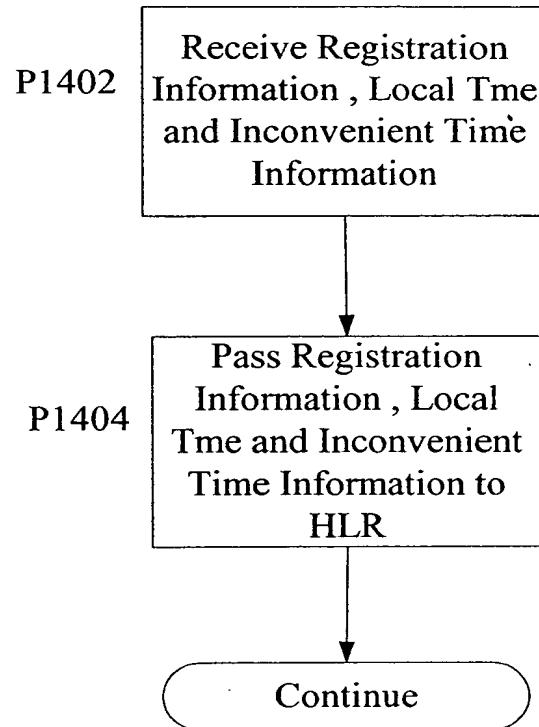 P1402
Receive Registration
Information , Local Tme
and Inconvenient Time
Information
P1404
Pass Registration
Information , Local
Tme and Inconvenient
Time Information to
HLR
Continue